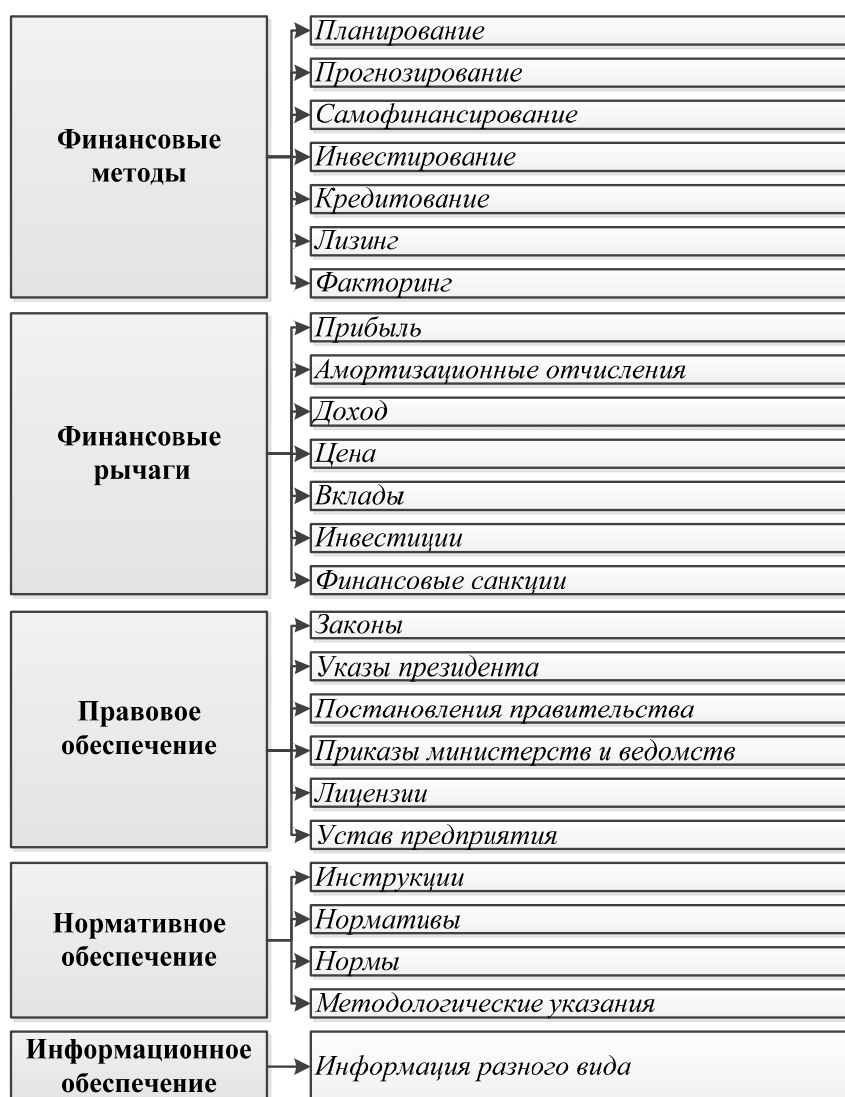 Финансовые
методы
Планирование
Прогнозирование
Самофинансирование
Инвестирование
Кредитование
Лизинг
Факторинг
Финансовые
рычаги
Прибыль
Амортизационные отчисления
Доход
Цена
Вклады
Инвестиции
Финансовые санкции
Правовое
обеспечение
Законы
Указы президента
Постановления правительства
Приказы министерств и ведомств
Лицензии
Устав предприятия
Нормативное
обеспечение
Инструкции
Нормативы
Нормы
Методологические указания
Информационное
обеспечение
Информация разного вида